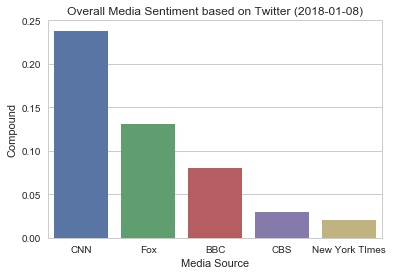 Overall Media Sentiment based on Twitter (2018-01-08)
0.25
0.20
0.15
0.10
0.05
0.00
Compound
CNN Fox BBC CBS New York TImes
Media Source